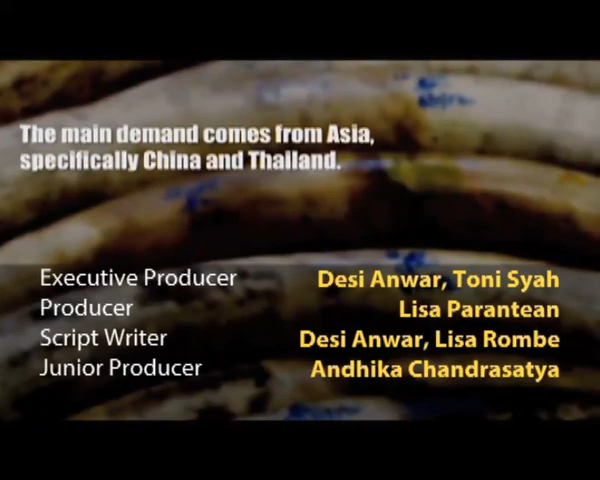 The main demand comes from Asia,
specifically China and Thailand.
Executive Producer Desi Anwar, Toni Syah
Producer Lisa Parantean
Script Writer Desi Anwar, Lisa Rombe
Junior Producer Andhika Chandrasatya